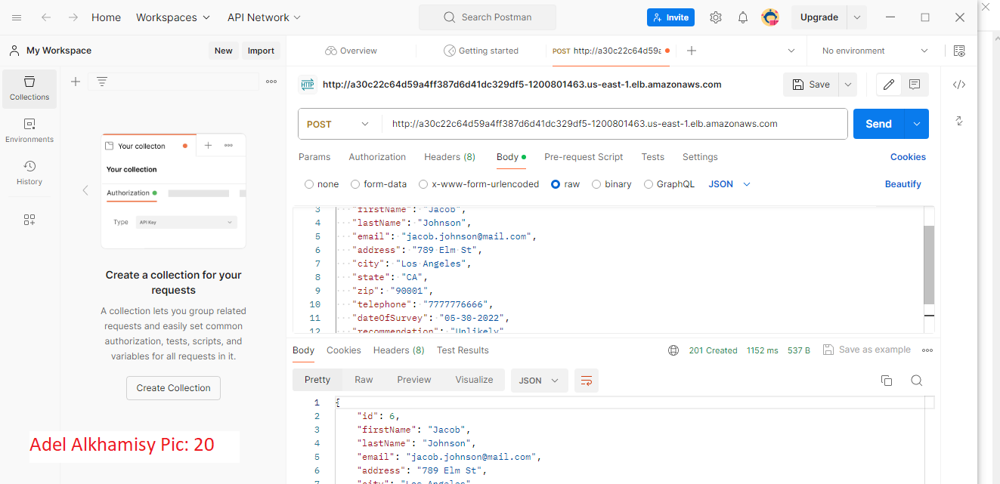 Home Workspaces API Network Search Postman Invite Upgrade
My Workspace New Import Overview Getting started POST http://a30c22c64d59a No environment
HTTP http://a30c22c64d59a4ff387d6d41dc329df5-1200801463.us-east-1.elb.amazonaws.com Save </>
Collections
Environments
History
Your collecton
Your collection
Authorization
Type API Key
Create a collection for your
requests
A collection lets you group related
requests and easily set common
authorization, tests, scripts, and
variables for all requests in it.
Create Collection
Adel Alkhamisy Pic: 20
POST http://a30c22c64d59a4ff387d6d41dc329df5-1200801463.us-east-1.elb.amazonaws.com Send
Params Authorization Headers (8) Body Pre-request Script Tests Settings Cookies
none form-data x-www-form-urlencoded raw binary GraphQL JSON Beautify
3 "firstName": "Jacob",
4 "lastName": "Johnson",
5 "email": "jacob.johnson@mail.com",
6 "address": "789 Elm St",
7 "city": "Los Angeles",
8 "state": "CA",
9 "zip": "90001",
10 "telephone": "7777776666",
11 "dateOfSurvey": "05-30-2022",
12 "recommendation": "Unlikely"
Body Cookies Headers (8) Test Results 201 Created 1152 ms 537 B Save as example
Pretty Raw Preview Visualize JSON
1 {
2 "id": 6,
3 "firstName": "Jacob",
4 "lastName": "Johnson",
5 "email": "jacob.johnson@mail.com",
6 "address": "789 Elm St",
7 "city": "Los Angeles"